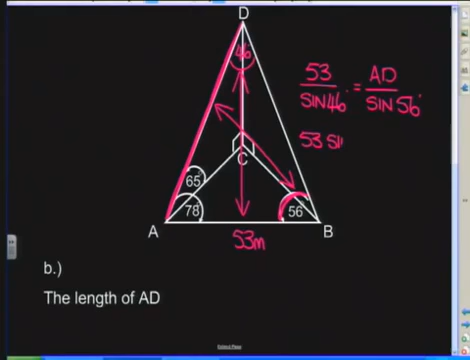 D
46°
53 / SIN46° = AD / SIN56°
53 SI
C
65°
78°
56°
A
B
53m
b.)
The length of AD